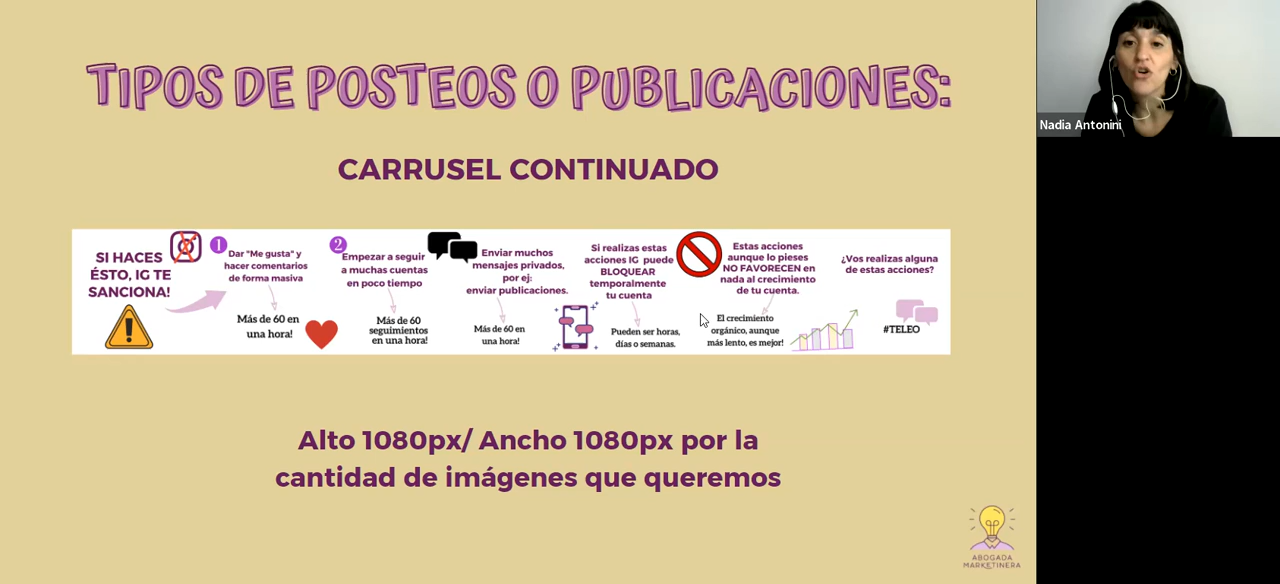 TIPOS DE POSTEOS O PUBLICACIONES:
CARRUSEL CONTINUADO
SI HACES
ÉSTO, IG TE
SANCIONA!
1
Dar "Me gusta" y
hacer comentarios
de forma masiva
Más de 60 en
una hora!
2
Empezar a seguir
a muchas cuentas
en poco tiempo
Más de 60
seguimientos
en una hora!
Enviar muchos
mensajes privados,
por ej:
enviar publicaciones.
Más de 60 en
una hora!
Si realizas estas
acciones IG puede
BLOQUEAR
temporalmente
tu cuenta
Pueden ser horas,
días o semanas.
Estas acciones
aunque lo pieses
NO FAVORECEN en
nada al crecimiento
de tu cuenta.
El crecimiento
orgánico, aunque
más lento, es mejor!
¿Vos realizas alguna
de estas acciones?
#TELEO
Alto 1080px/ Ancho 1080px por la
cantidad de imágenes que queremos
ABOGADA
MARKETINERA
Nadia Antonini